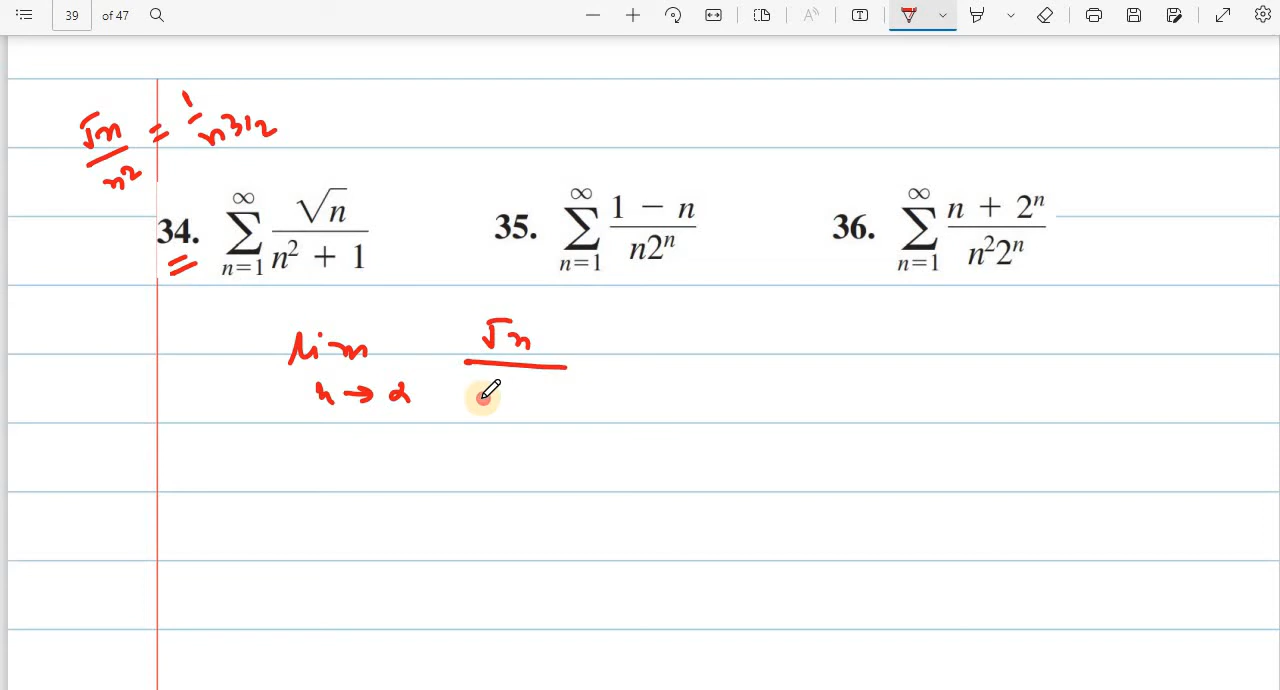 39 of 47
√n/n² = 1/n3/2
34. ∞∑n=1 √n/(n² + 1) 35. ∞∑n=1 (1 − n)/(n2ⁿ) 36. ∞∑n=1 (n + 2ⁿ)/(n²2ⁿ)
lim √n
n → ∞